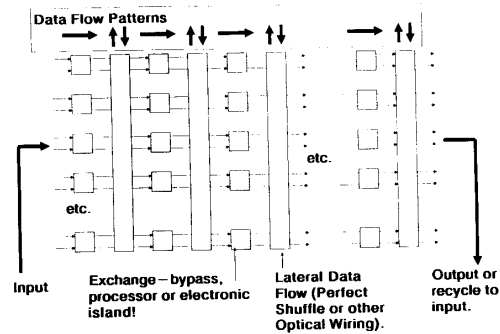 Data Flow Patterns
etc.
etc.
Input
Exchange — bypass,
processor or electronic
island!
Lateral Data
Flow (Perfect
Shuffle or other
Optical Wiring).
Output or
recycle to
input.